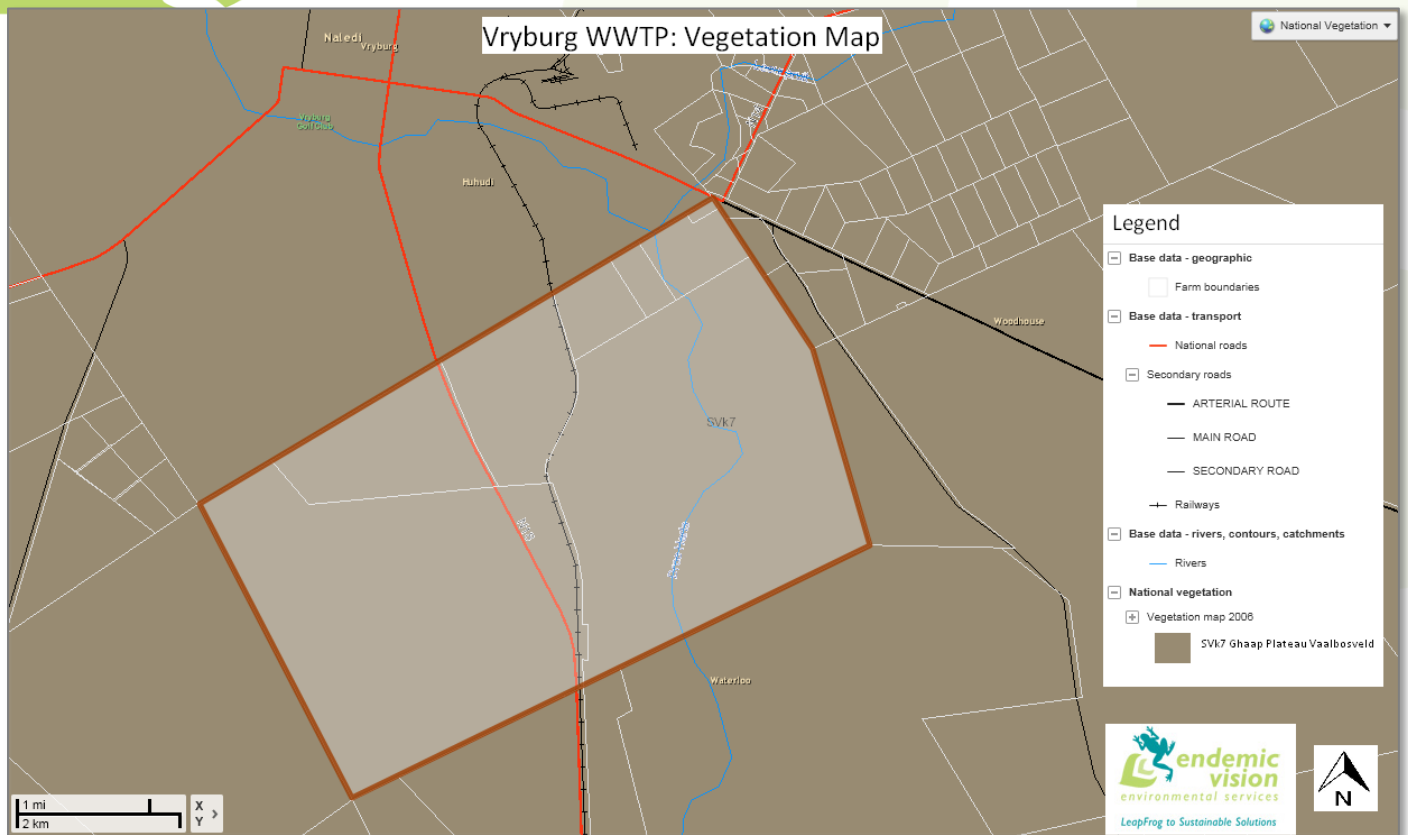 Vryburg WWTP: Vegetation Map
National Vegetation
Naledi
Vryburg
Vryburg
Golf Club
Huhudi
Woodhouse
SVk7
Waterloo
Legend
Base data - geographic
Farm boundaries
Base data - transport
National roads
Secondary roads
ARTERIAL ROUTE
MAIN ROAD
SECONDARY ROAD
Railways
Base data - rivers, contours, catchments
Rivers
National vegetation
Vegetation map 2006
SVk7 Ghaap Plateau Vaalbosveld
1 mi
2 km
X
Y
endemic
vision
environmental services
LeapFrog to Sustainable Solutions
N